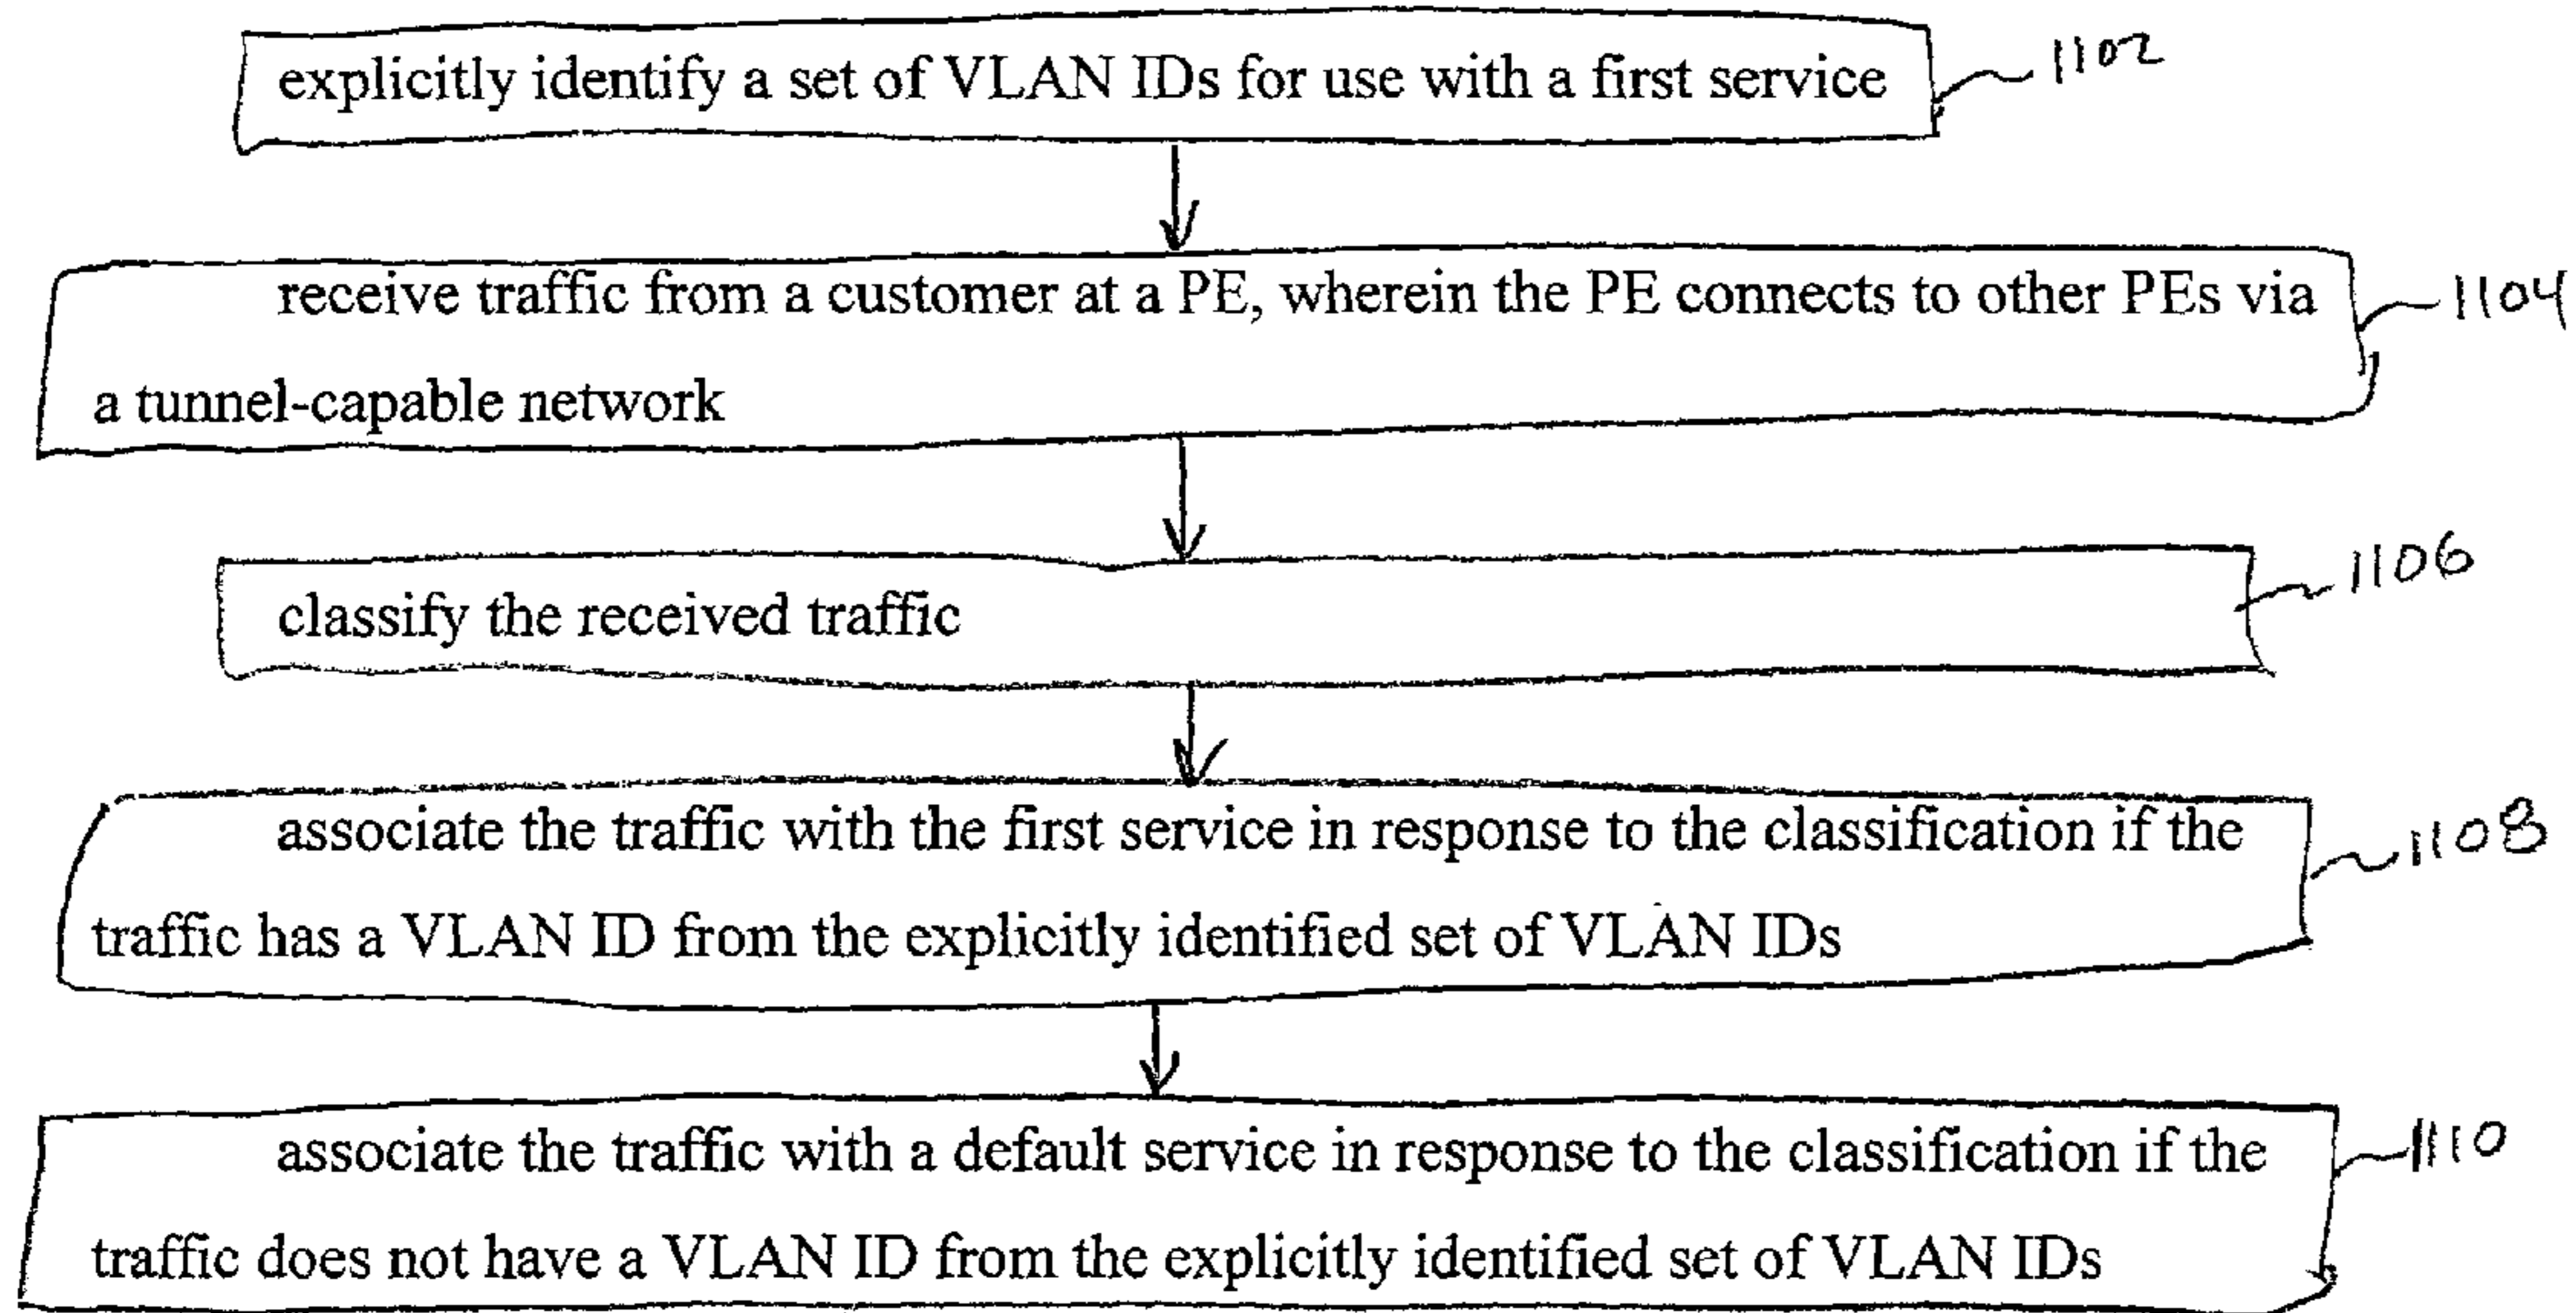 explicitly identify a set of VLAN IDs for use with a first service
1102
receive traffic from a customer at a PE, wherein the PE connects to other PEs via
1104
a tunnel-capable network
classify the received traffic
1106
associate the traffic with the first service in response to the classification if the
1108
traffic has a VLAN ID from the explicitly identified set of VLAN IDs
associate the traffic with a default service in response to the classification if the
1110
traffic does not have a VLAN ID from the explicitly identified set of VLAN IDs